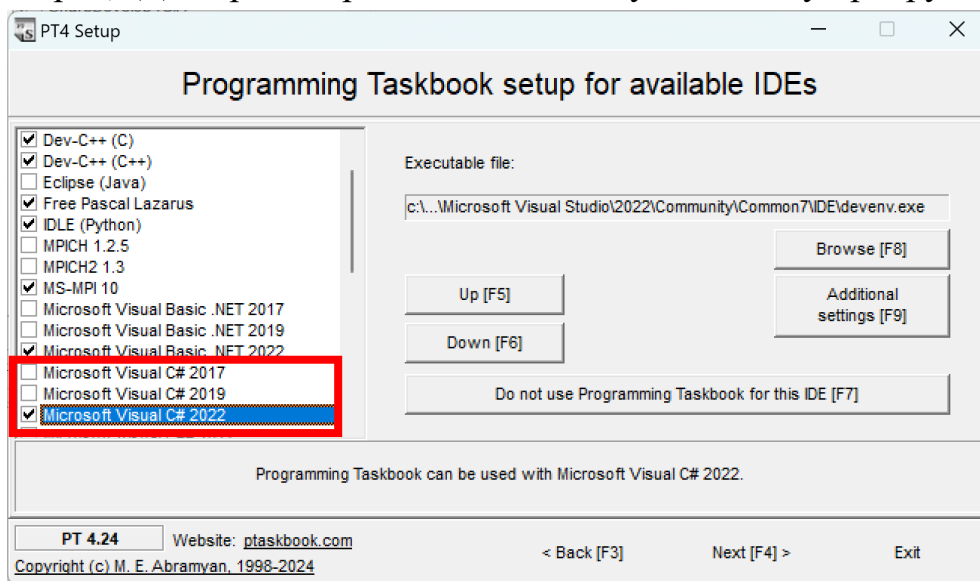 PT4 Setup
Programming Taskbook setup for available IDEs
Dev-C++ (C)
Dev-C++ (C++)
Eclipse (Java)
Free Pascal Lazarus
IDLE (Python)
MPICH 1.2.5
MPICH2 1.3
MS-MPI 10
Microsoft Visual Basic .NET 2017
Microsoft Visual Basic .NET 2019
Microsoft Visual Basic .NET 2022
Microsoft Visual C# 2017
Microsoft Visual C# 2019
Microsoft Visual C# 2022
Executable file:
c:\...\Microsoft Visual Studio\2022\Community\Common7\IDE\devenv.exe
Browse [F8]
Up [F5]
Additional
settings [F9]
Down [F6]
Do not use Programming Taskbook for this IDE [F7]
Programming Taskbook can be used with Microsoft Visual C# 2022.
PT 4.24
Website: ptaskbook.com
Copyright (c) M. E. Abramyan, 1998-2024
< Back [F3]
Next [F4] >
Exit